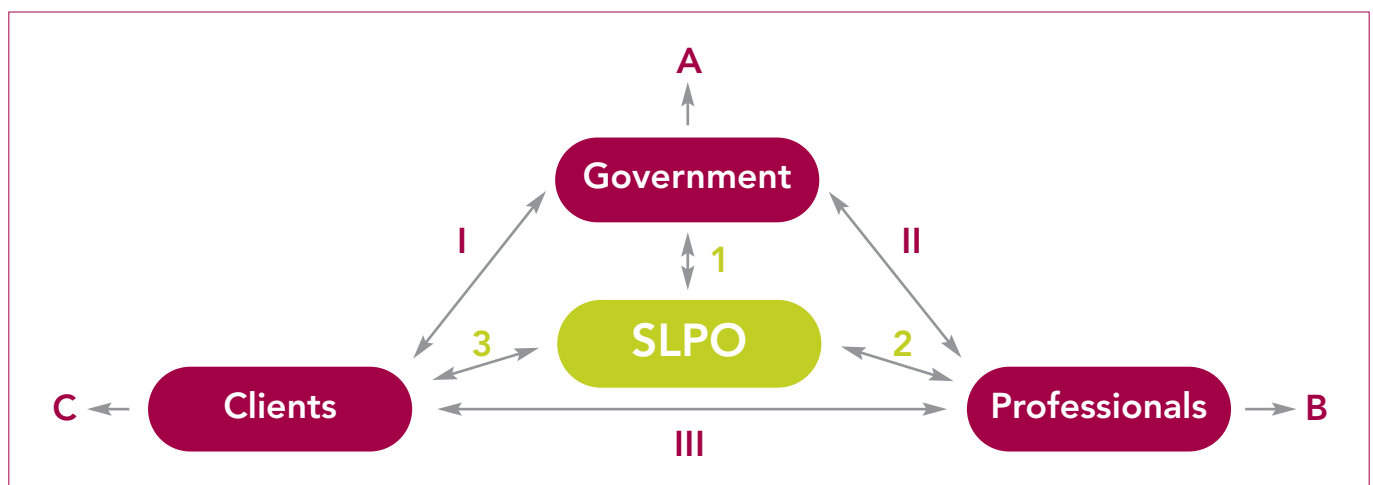 A
Government
I
II
1
SLPO
3
2
Clients
Professionals
C
B
III